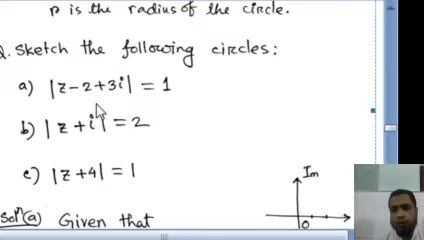 r is the radius of the circle.
Q. Sketch the following circles:
a) |z-2+3i| = 1
b) |z+i| = 2
c) |z+4| = 1
Im
Solⁿ(a) Given that
O